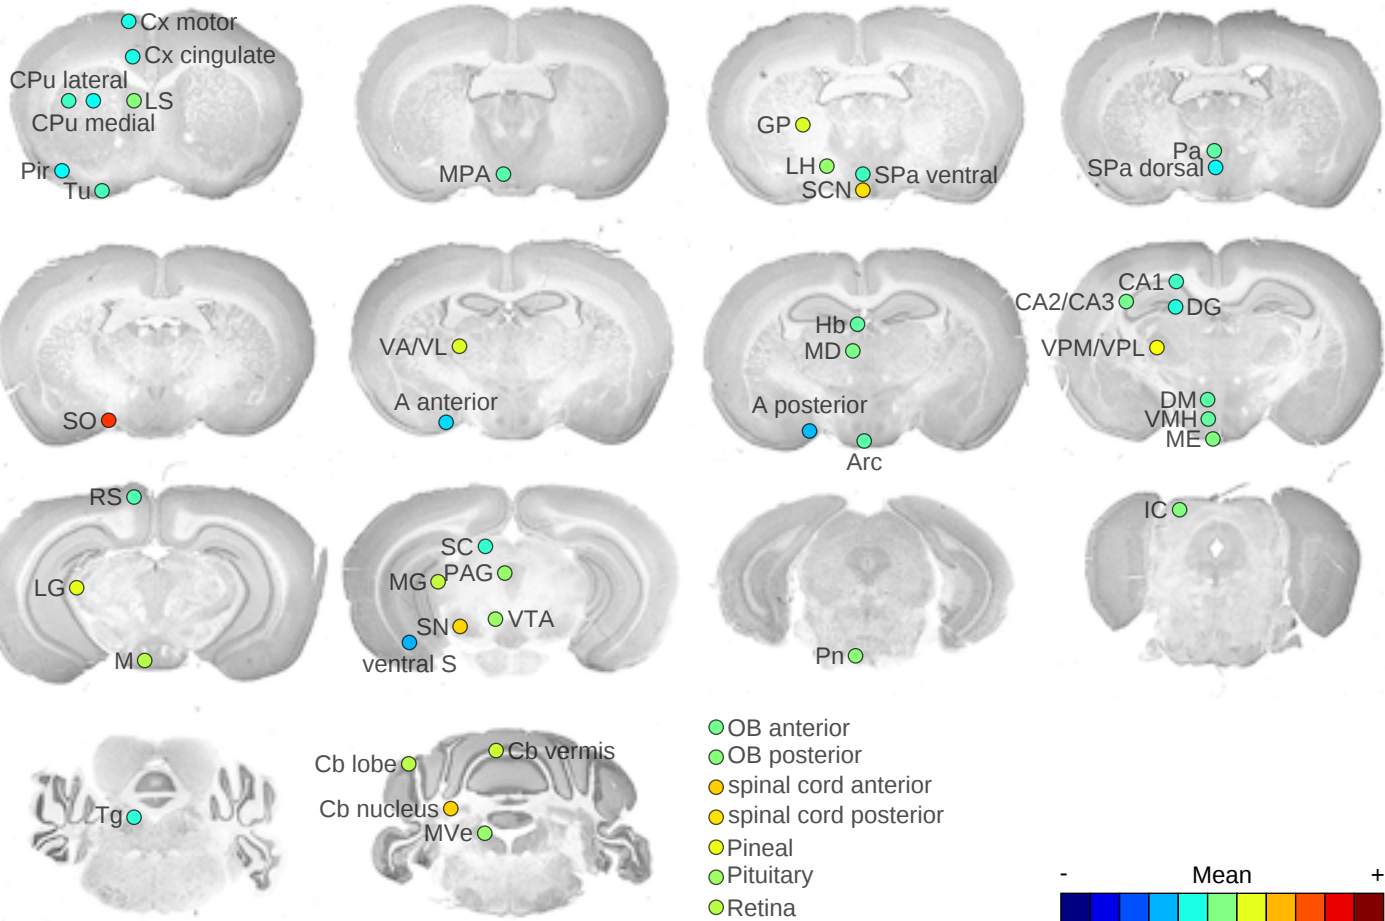 Cx motor
Cx cingulate
CPu lateral
LS
CPu medial
Pir
Tu
MPA
GP
LH
SPa ventral
SCN
Pa
SPa dorsal
SO
VA/VL
A anterior
Hb
MD
A posterior
Arc
CA1
CA2/CA3
DG
VPM/VPL
DM
VMH
ME
RS
LG
M
SC
PAG
MG
VTA
SN
ventral S
Pn
IC
Tg
Cb vermis
Cb lobe
Cb nucleus
MVe
OB anterior
OB posterior
spinal cord anterior
spinal cord posterior
Pineal
Pituitary
Retina
- Mean +